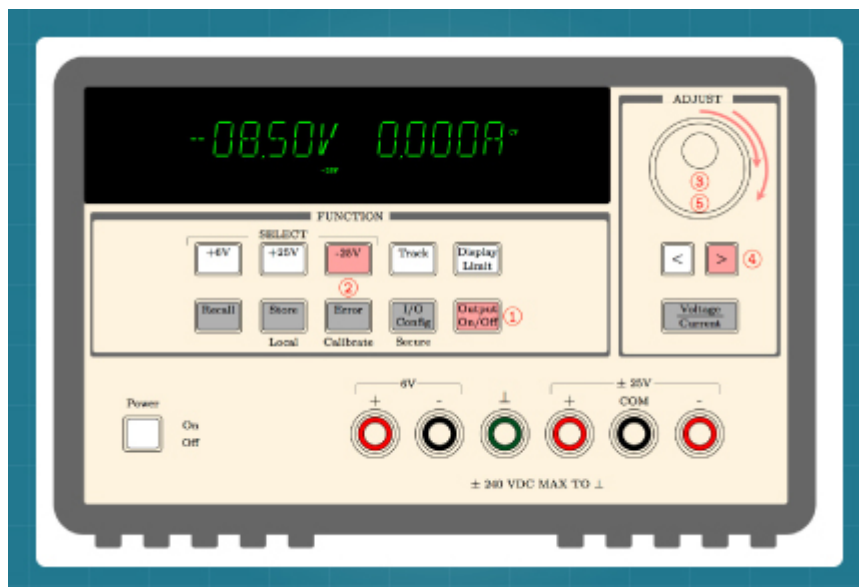 ADJUST
-08.50V 0.000A CV
-25V
③
⑤
FUNCTION
SELECT
+6V +25V -25V Track Display Limit
②
< > ④
Recall Store Error I/O Config Output On/Off ①
Voltage
Current
Local Calibrate Secure
6V ± 25V
+ - ⊥ + COM -
Power
On
Off
± 240 VDC MAX TO ⊥